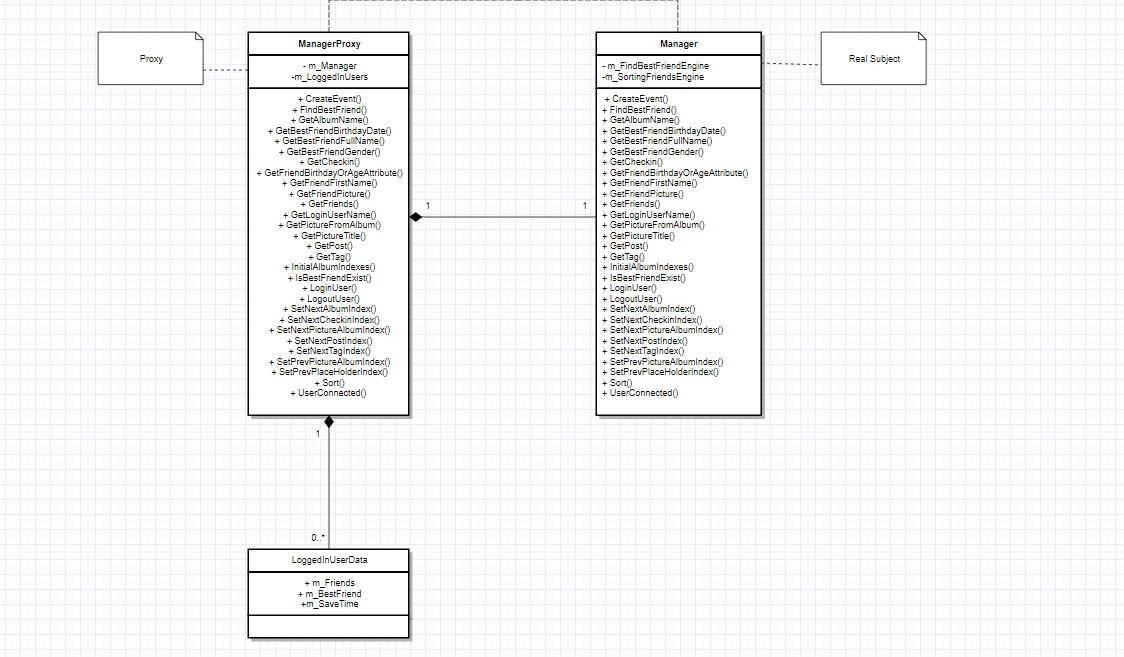 Proxy
ManagerProxy
- m_Manager
-m_LoggedInUsers
+ CreateEvent()
+ FindBestFriend()
+ GetAlbumName()
+ GetBestFriendBirthdayDate()
+ GetBestFriendFullName()
+ GetBestFriendGender()
+ GetCheckin()
+ GetFriendBirthdayOrAgeAttribute()
+ GetFriendFirstName()
+ GetFriendPicture()
+ GetFriends()
+ GetLoginUserName()
+ GetPictureFromAlbum()
+ GetPictureTitle()
+ GetPost()
+ GetTag()
+ InitialAlbumIndexes()
+ IsBestFriendExist()
+ LoginUser()
+ LogoutUser()
+ SetNextAlbumIndex()
+ SetNextCheckinIndex()
+ SetNextPictureAlbumIndex()
+ SetNextPostIndex()
+ SetNextTagIndex()
+ SetPrevPictureAlbumIndex()
+ SetPrevPlaceHolderIndex()
+ Sort()
+ UserConnected()
1
1
Manager
- m_FindBestFriendEngine
-m_SortingFriendsEngine
+ CreateEvent()
+ FindBestFriend()
+ GetAlbumName()
+ GetBestFriendBirthdayDate()
+ GetBestFriendFullName()
+ GetBestFriendGender()
+ GetCheckin()
+ GetFriendBirthdayOrAgeAttribute()
+ GetFriendFirstName()
+ GetFriendPicture()
+ GetFriends()
+ GetLoginUserName()
+ GetPictureFromAlbum()
+ GetPictureTitle()
+ GetPost()
+ GetTag()
+ InitialAlbumIndexes()
+ IsBestFriendExist()
+ LoginUser()
+ LogoutUser()
+ SetNextAlbumIndex()
+ SetNextCheckinIndex()
+ SetNextPictureAlbumIndex()
+ SetNextPostIndex()
+ SetNextTagIndex()
+ SetPrevPictureAlbumIndex()
+ SetPrevPlaceHolderIndex()
+ Sort()
+ UserConnected()
Real Subject
1
0..*
LoggedInUserData
+ m_Friends
+ m_BestFriend
+m_SaveTime